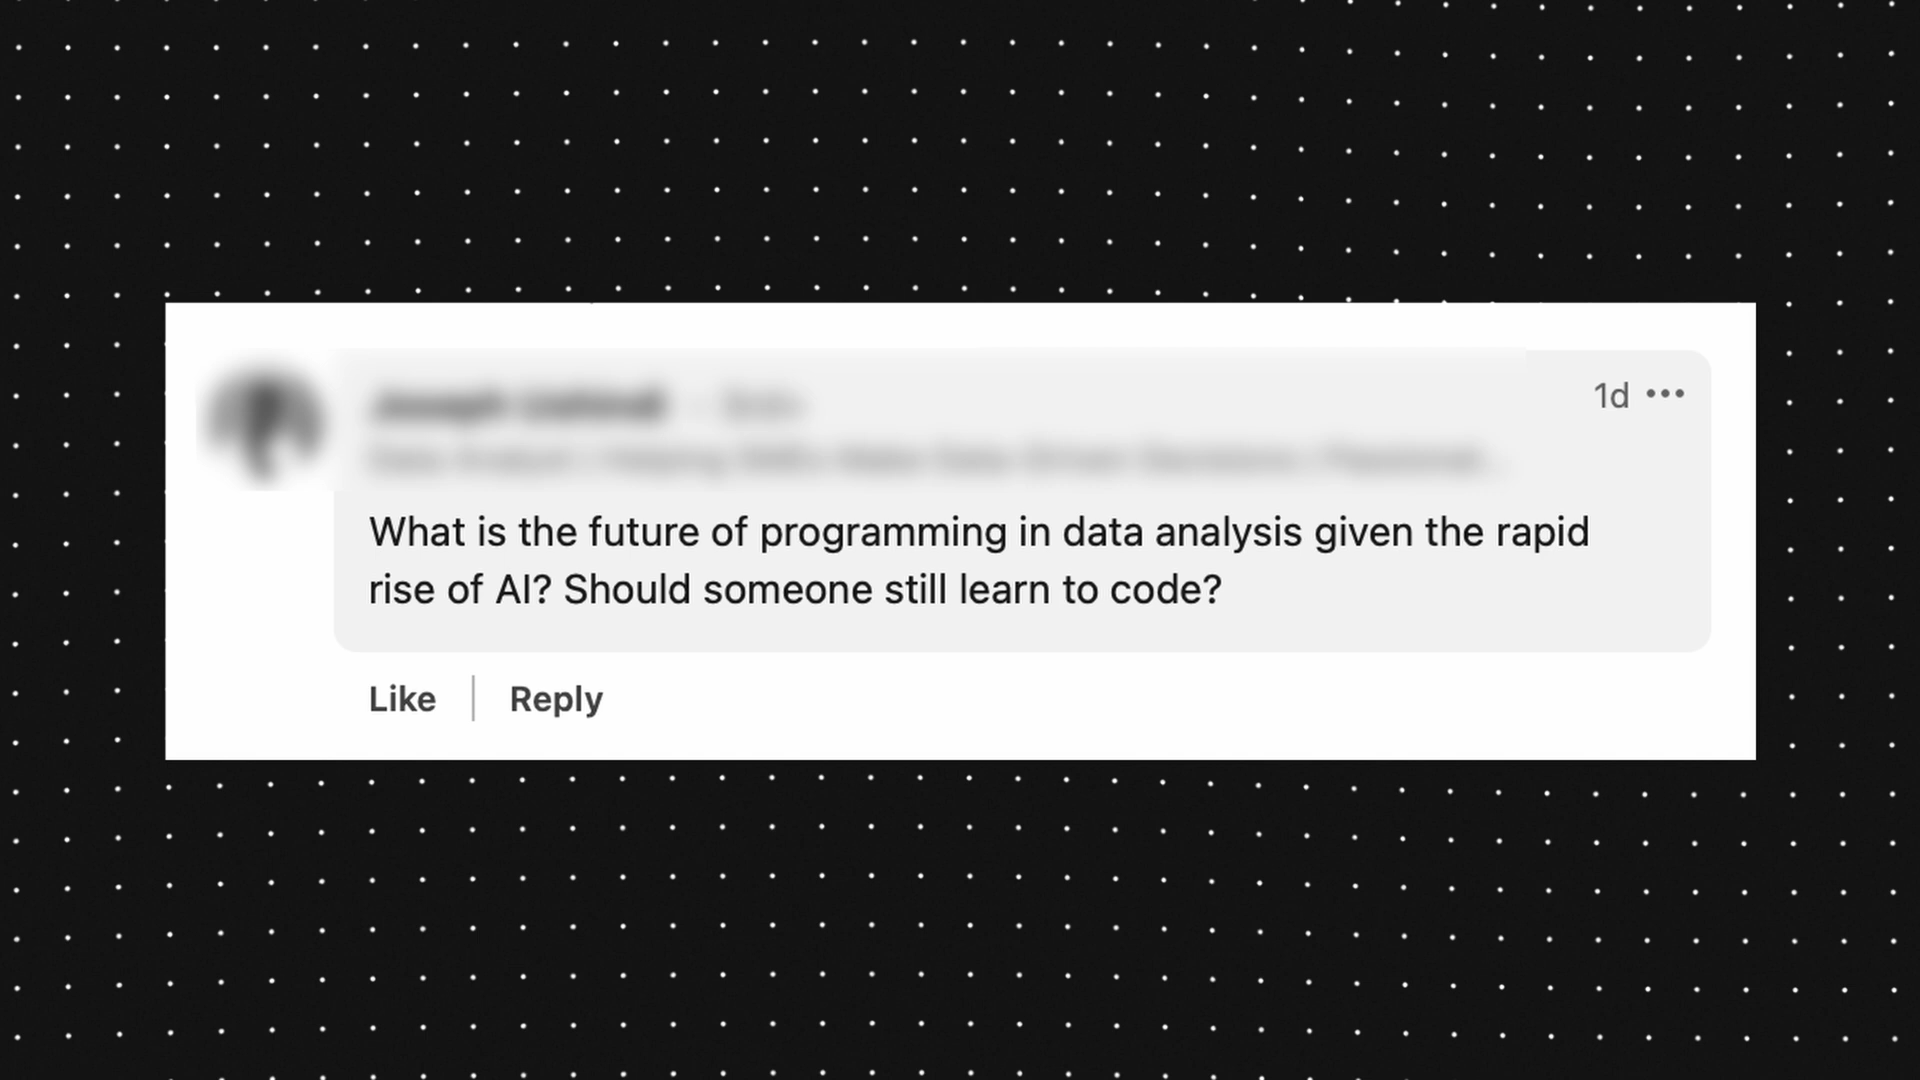 1d
What is the future of programming in data analysis given the rapid
rise of AI? Should someone still learn to code?
Like | Reply